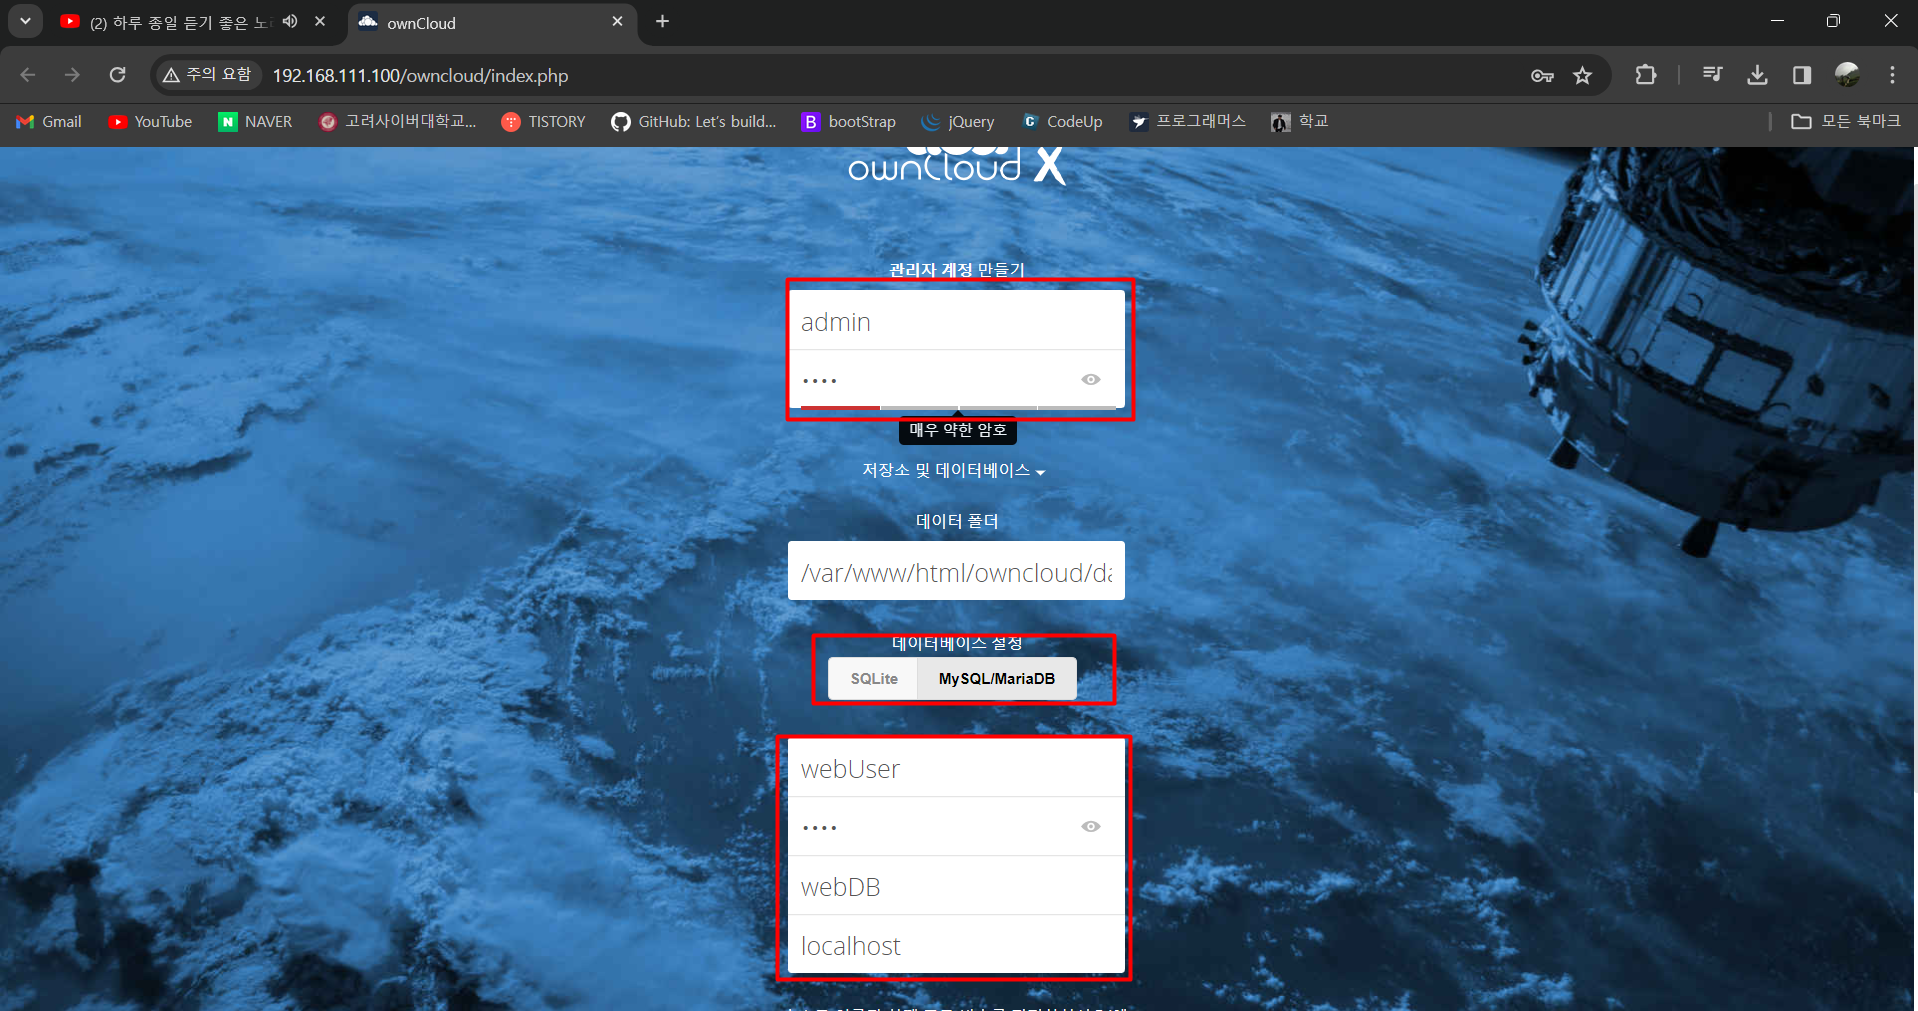 (2) 하루 종일 듣기 좋은 노래
ownCloud
주의 요함
192.168.111.100/owncloud/index.php
Gmail
YouTube
NAVER
고려사이버대학교...
TISTORY
GitHub: Let's build...
bootStrap
jQuery
CodeUp
프로그래머스
학교
모든 북마크
ownCloud X
관리자 계정 만들기
admin
••••
매우 약한 암호
저장소 및 데이터베이스
데이터 폴더
/var/www/html/owncloud/da
데이터베이스 설정
SQLite
MySQL/MariaDB
webUser
••••
webDB
localhost